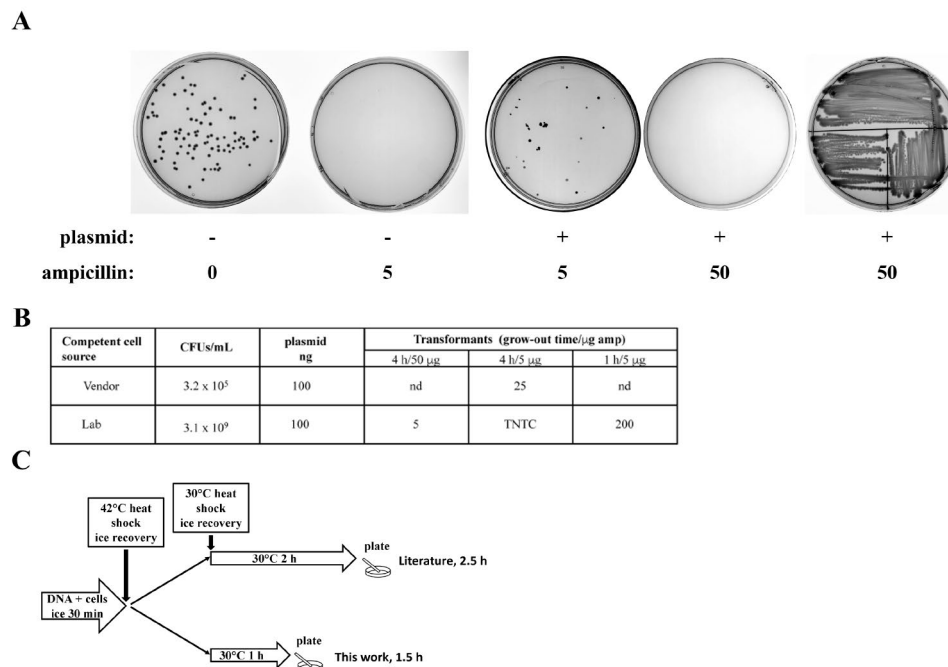 A
plasmid: - - + + +
ampicillin: 0 5 5 50 50
B
Competent cell source CFUs/mL plasmid ng Transformants (grow-out time/µg amp)
4 h/50 µg 4 h/5 µg 1 h/5 µg
Vendor 3.2 x 10⁵ 100 nd 25 nd
Lab 3.1 x 10⁹ 100 5 TNTC 200
C
42°C heat
shock
ice recovery
30°C heat
shock
ice recovery
DNA + cells
ice 30 min
30°C 2 h
plate
Literature, 2.5 h
30°C 1 h
plate
This work, 1.5 h